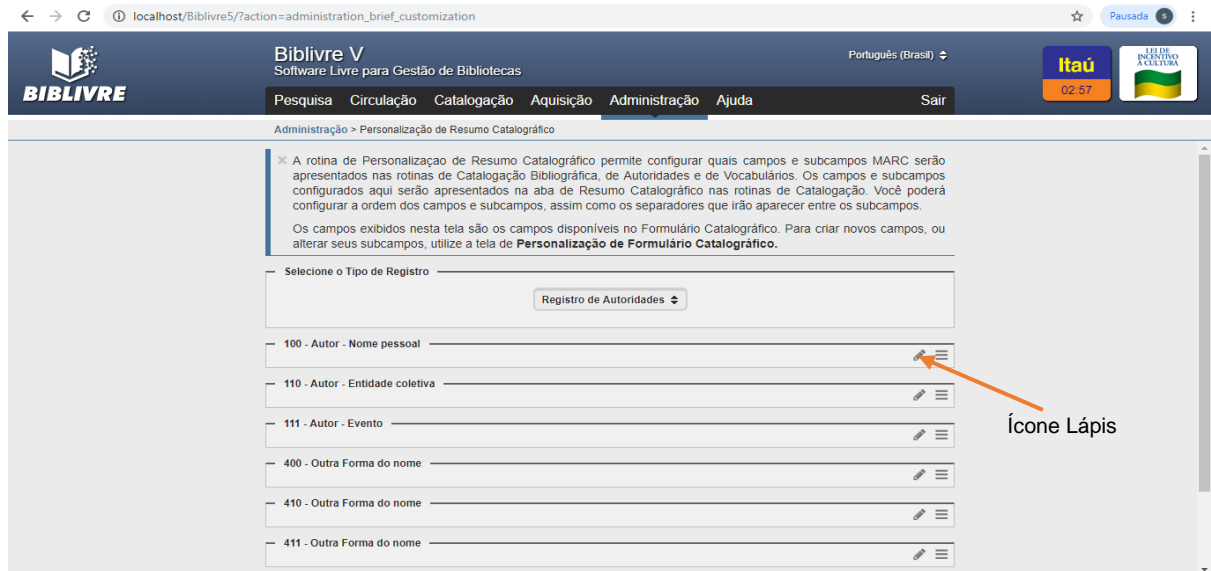 localhost/Biblivre5/?action=administration_brief_customization
Pausada S
BIBLIVRE
Biblivre V
Software Livre para Gestão de Bibliotecas
Português (Brasil)
Itaú
02:57
LEI DE
INCENTIVO
À CULTURA
Pesquisa Circulação Catalogação Aquisição Administração Ajuda Sair
Administração > Personalização de Resumo Catalográfico
A rotina de Personalizaçao de Resumo Catalográfico permite configurar quais campos e subcampos MARC serão
apresentados nas rotinas de Catalogação Bibliográfica, de Autoridades e de Vocabulários. Os campos e subcampos
configurados aqui serão apresentados na aba de Resumo Catalográfico nas rotinas de Catalogação. Você poderá
configurar a ordem dos campos e subcampos, assim como os separadores que irão aparecer entre os subcampos.
Os campos exibidos nesta tela são os campos disponíveis no Formulário Catalográfico. Para criar novos campos, ou
alterar seus subcampos, utilize a tela de Personalização de Formulário Catalográfico.
Selecione o Tipo de Registro
Registro de Autoridades
100 - Autor - Nome pessoal
110 - Autor - Entidade coletiva
111 - Autor - Evento
Ícone Lápis
400 - Outra Forma do nome
410 - Outra Forma do nome
411 - Outra Forma do nome